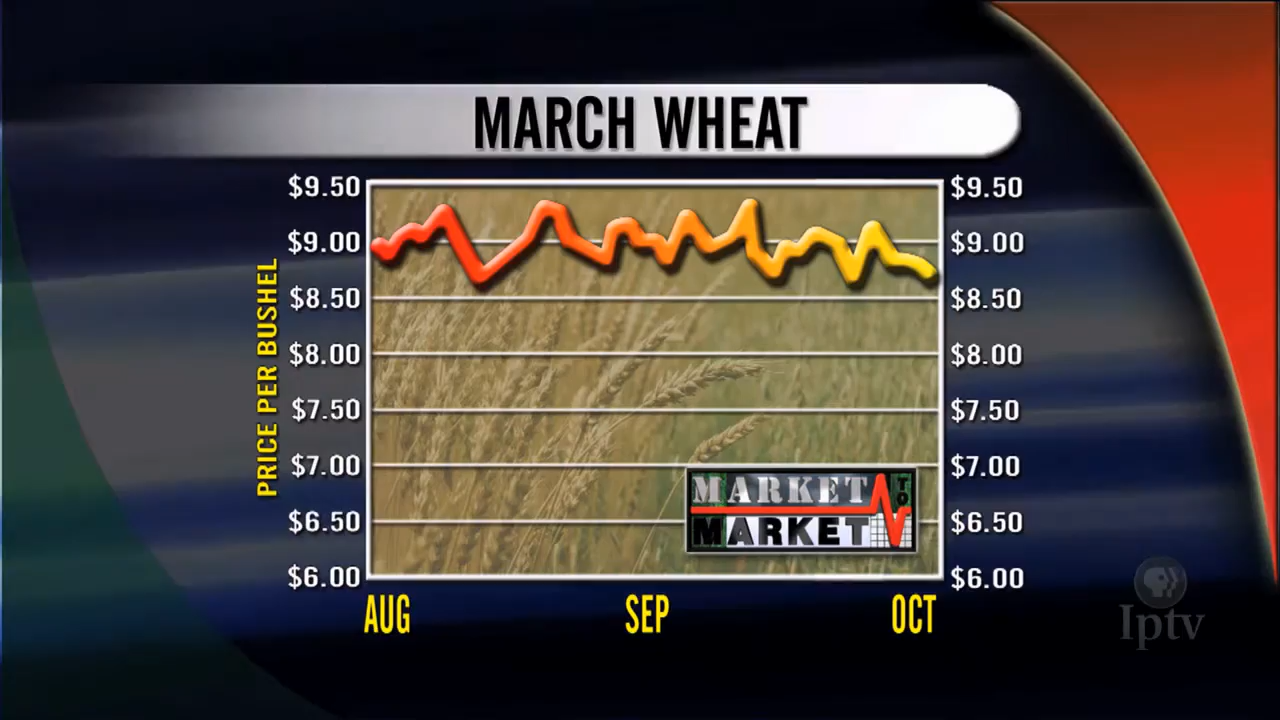 MARCH WHEAT
$9.50 $9.50
$9.00 $9.00
$8.50 $8.50
$8.00 $8.00
$7.50 $7.50
$7.00 $7.00
$6.50 $6.50
$6.00 $6.00
PRICE PER BUSHEL
MARKET TO
MARKET
AUG SEP OCT
Iptv